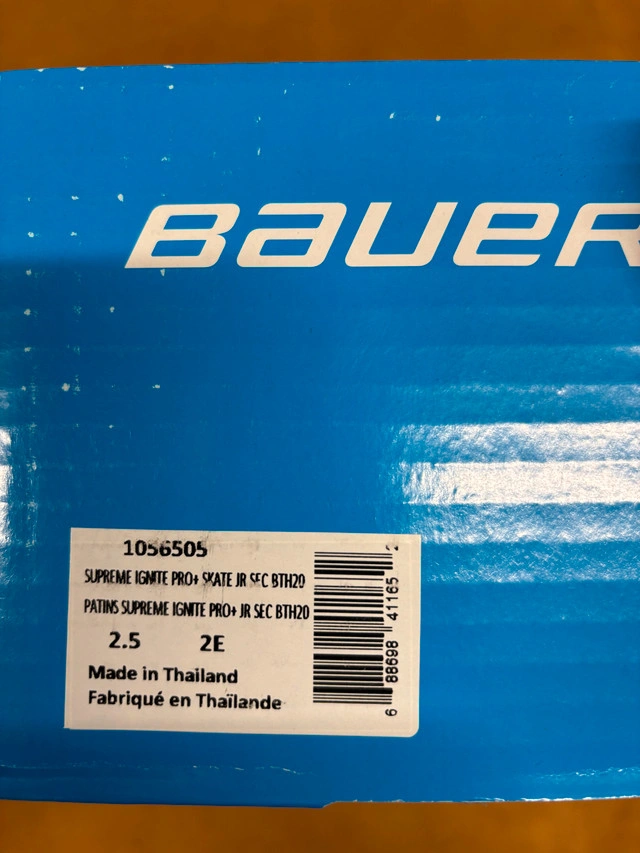 BAUER
1056505
SUPREME IGNITE PRO+ SKATE JR SEC BTH20
PATINS SUPREME IGNITE PRO+ JR SEC BTH20
2.5 2E
Made in Thailand
Fabriqué en Thaïlande
6 88698 41165 2